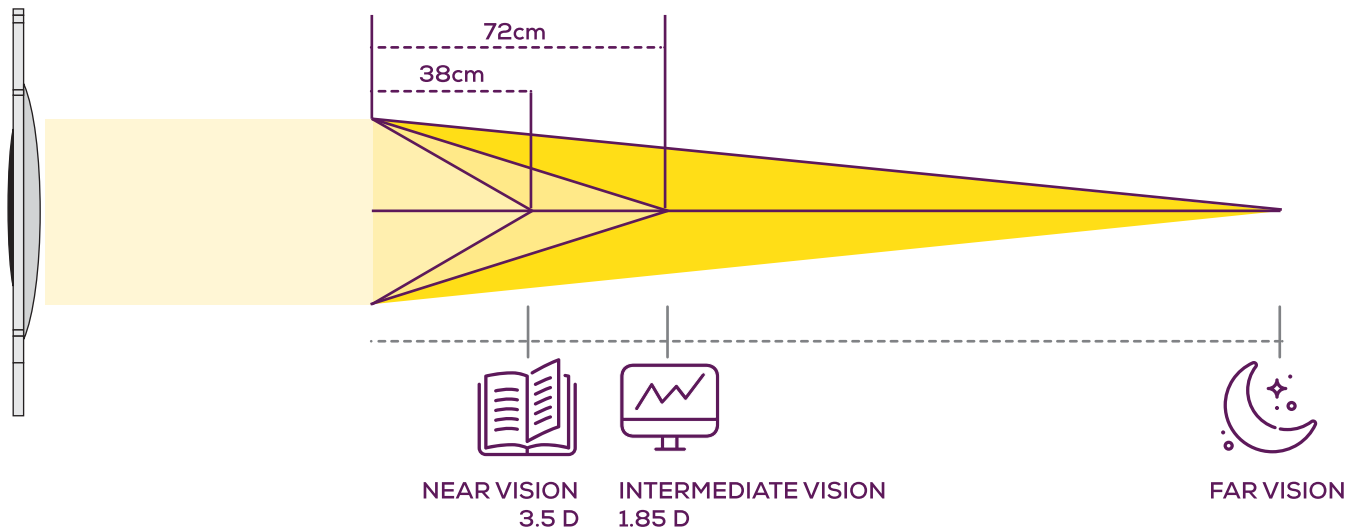 72cm
38cm
NEAR VISION
3.5 D
INTERMEDIATE VISION
1.85 D
FAR VISION